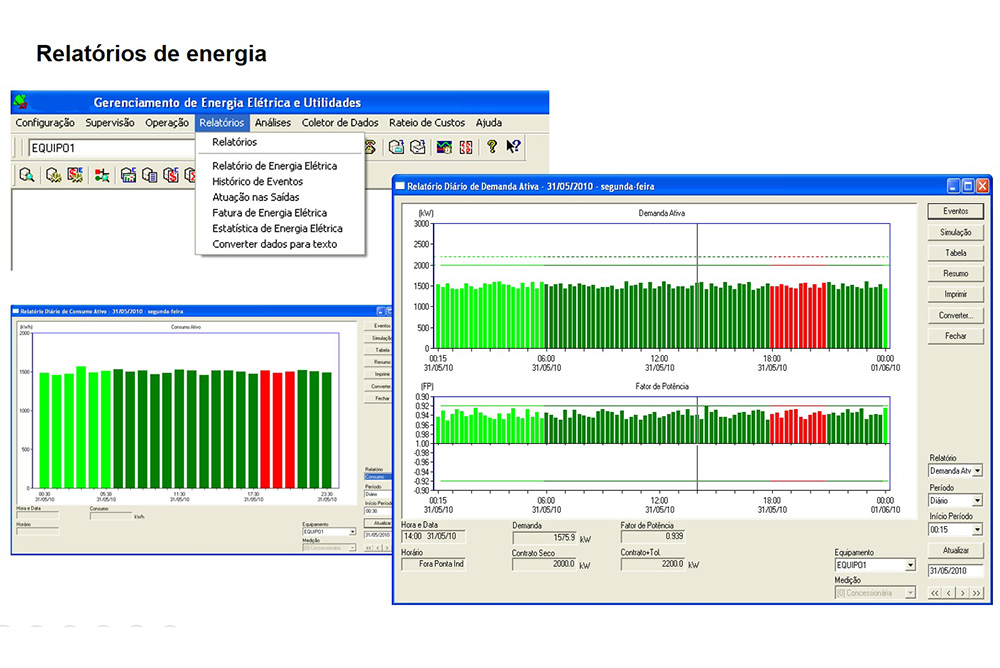 Relatórios de energia
Gerenciamento de Energia Elétrica e Utilidades
Configuração Supervisão Operação Relatórios Análises Coletor de Dados Rateio de Custos Ajuda
EQUIPO1
Relatórios
Relatório de Energia Elétrica
Histórico de Eventos
Atuação nas Saídas
Fatura de Energia Elétrica
Estatística de Energia Elétrica
Converter dados para texto
Relatório Diário de Consumo Ativo - 31/05/2010 - segunda-feira
(kWh)
Consumo Ativo
2000
1500
1000
500
0
00:30 05:30 11:30 17:30 23:30
31/05/10 31/05/10 31/05/10 31/05/10 31/05/10
Hora e Data
Consumo
kWh
Horário
Equipamento
EQUIPO1
Medição
[0] Concessionária
Eventos
Simulação
Tabela
Resumo
Imprimir
Converter
Fechar
Relatório
Consumo
Período
Diário
Início Período
00:30
Atualizar
31/05/2010
Relatório Diário de Demanda Ativa - 31/05/2010 - segunda-feira
(kW)
Demanda Ativa
3000
2500
2000
1500
1000
500
0
00:15 06:00 12:00 18:00 00:00
31/05/10 31/05/10 31/05/10 31/05/10 01/06/10
(FP)
Fator de Potência
0.90
0.92
0.94
0.96
0.98
1.00
-0.98
-0.96
-0.94
-0.92
-0.90
00:15 06:00 12:00 18:00 00:00
31/05/10 31/05/10 31/05/10 31/05/10 01/06/10
Hora e Data Demanda Fator de Potência
14:00 31/05/10 1575.9 kW 0.939
Horário Contrato Seco Contrato+Tol.
Fora Ponta Ind 2000.0 kW 2200.0 kW
Equipamento
EQUIPO1
Medição
[0] Concessionária
Eventos
Simulação
Tabela
Resumo
Imprimir
Converter...
Fechar
Relatório
Demanda Ativ
Período
Diário
Início Período
00:15
Atualizar
31/05/2010
<< < > >>